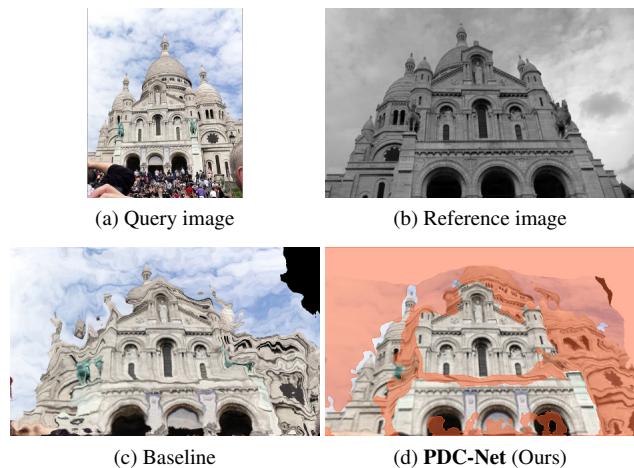 (a) Query image
(b) Reference image
(c) Baseline
(d) PDC-Net (Ours)